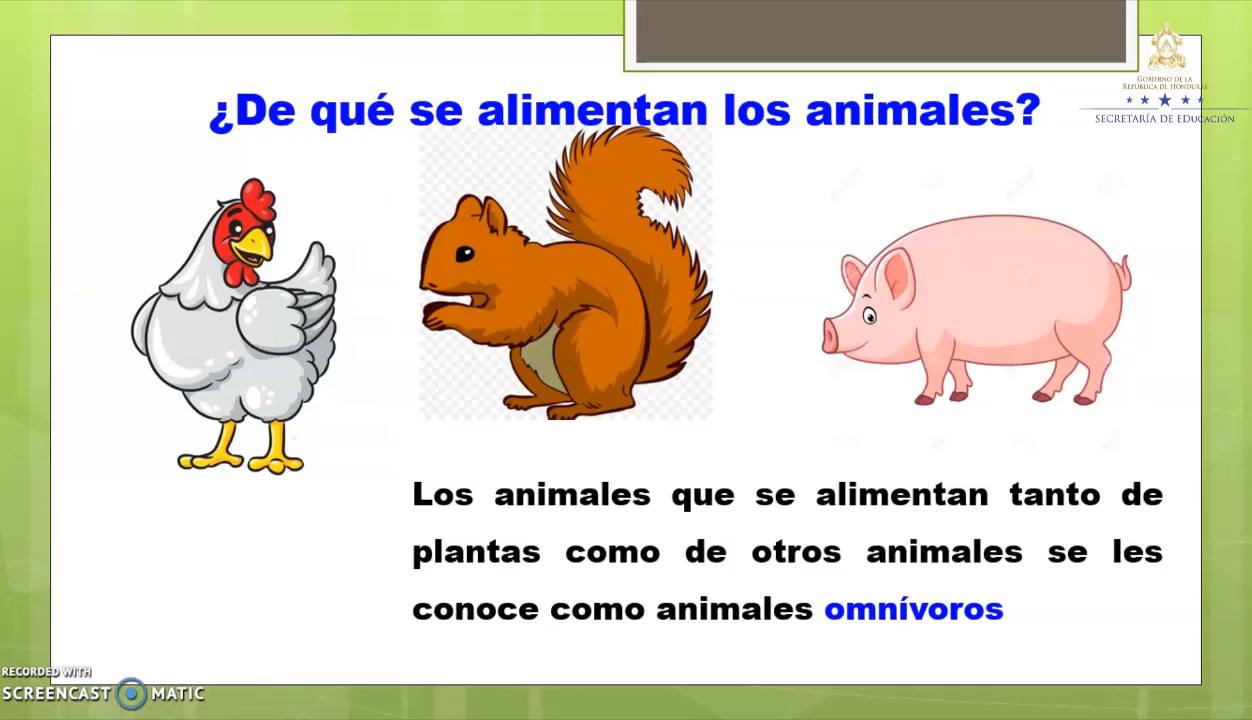 ¿De qué se alimentan los animales?
GOBIERNO DE LA
REPÚBLICA DE HONDURAS
SECRETARÍA DE EDUCACIÓN
Los animales que se alimentan tanto de
plantas como de otros animales se les
conoce como animales omnívoros
RECORDED WITH
SCREENCAST MATIC